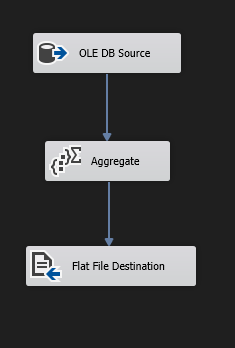 OLE DB Source
Aggregate
Flat File Destination